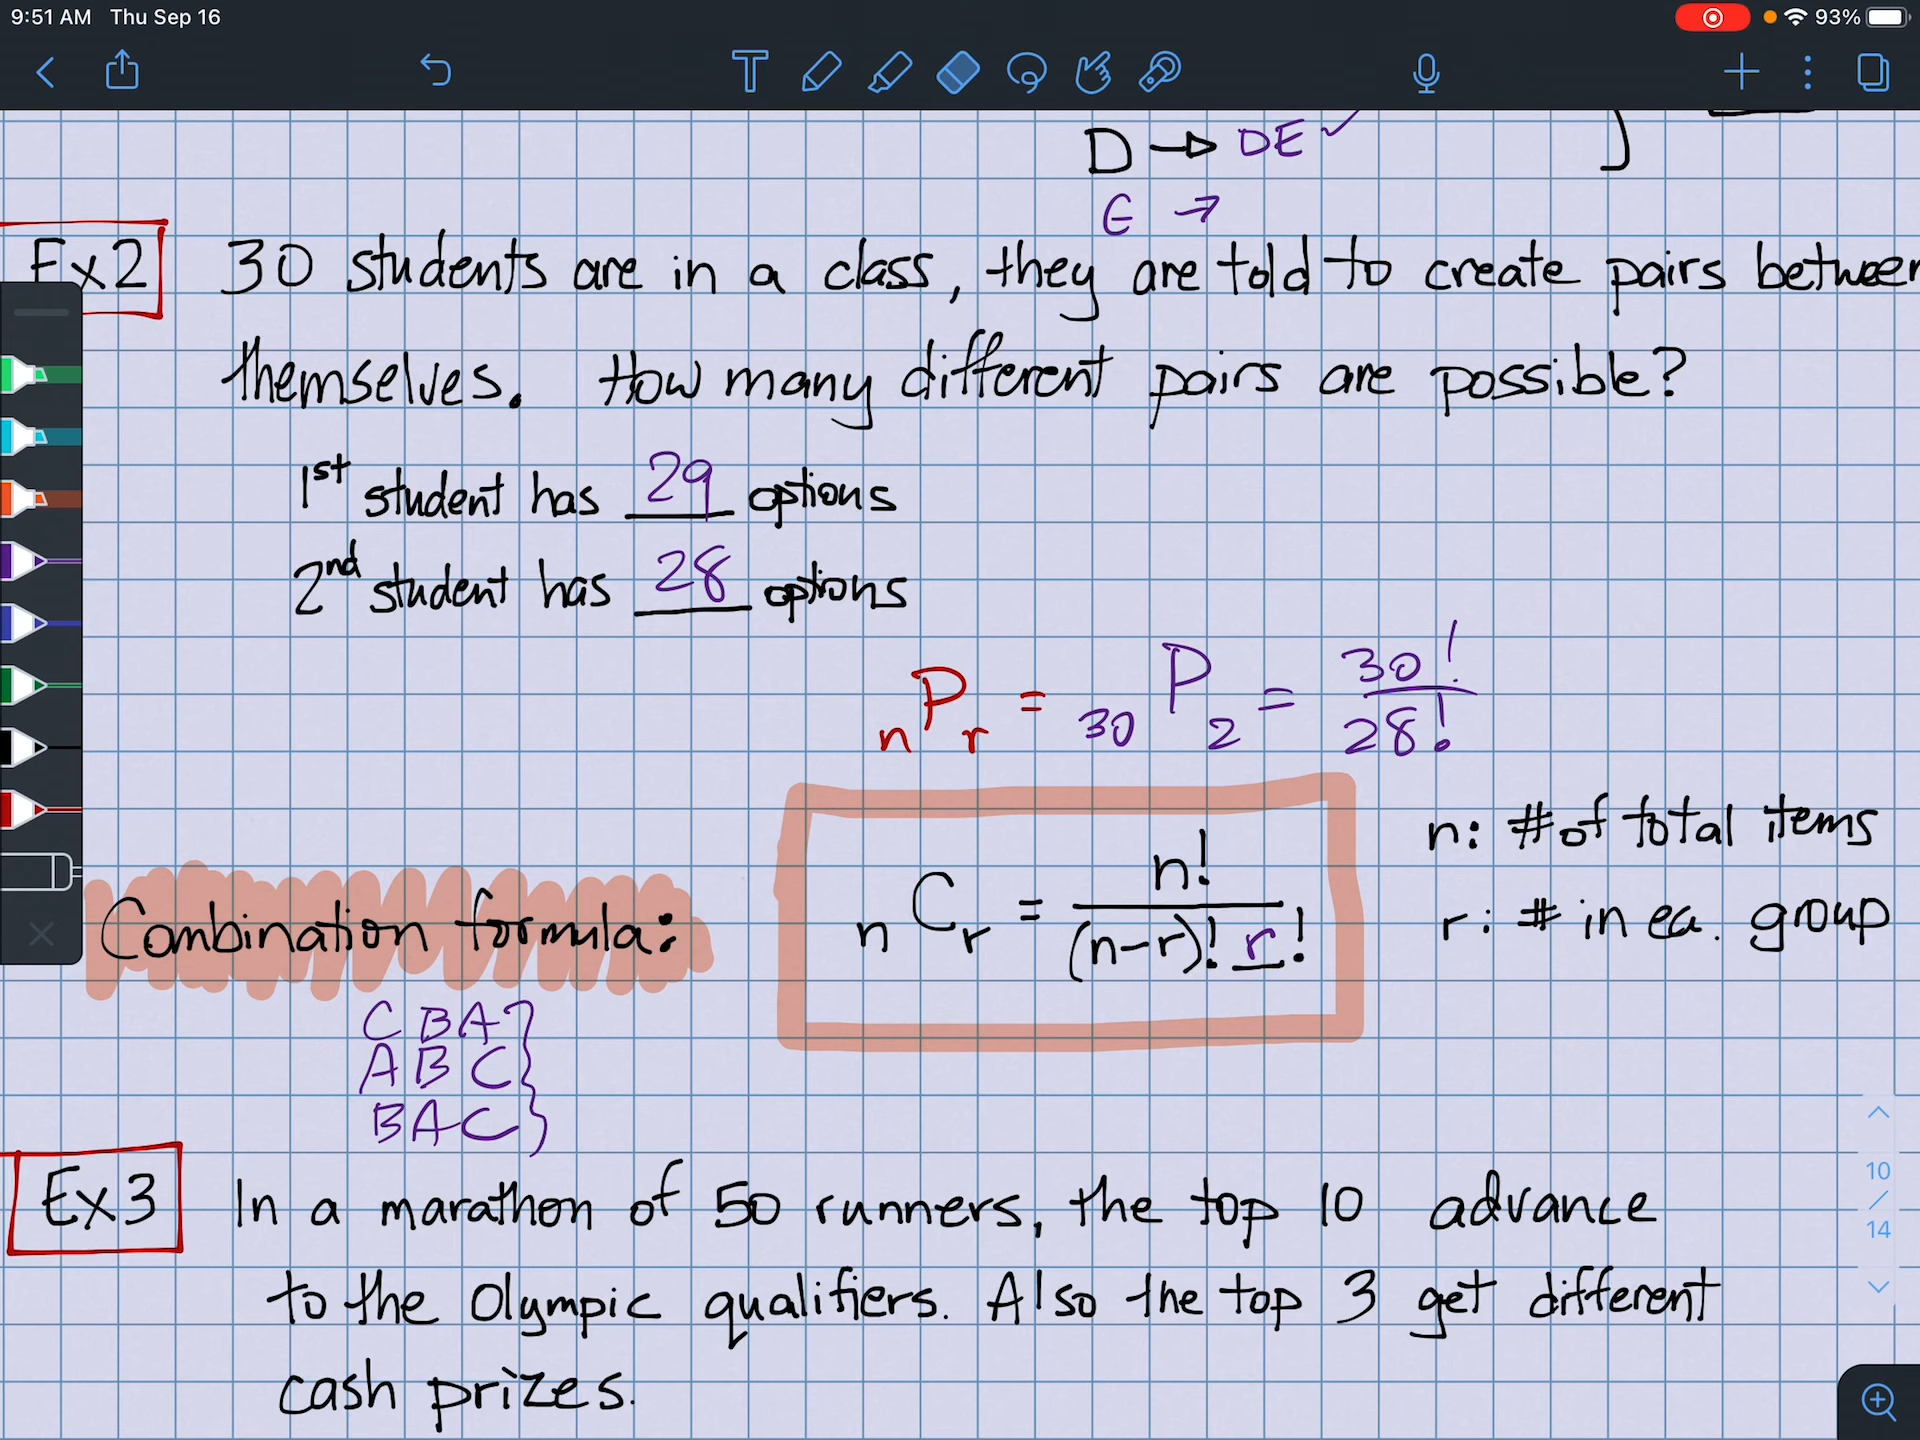 9:51 AM Thu Sep 16
93%
D → DE ✓
E →
Ex2 30 students are in a class, they are told to create pairs between
themselves. How many different pairs are possible?
1st student has 29 options
2nd student has 28 options
nPr = 30P2 = 30!/28!
n: # of total items
Combination formula: nCr = n!/((n-r)! r!)
r: # in ea. group
C B A }
A B C }
B A C }
10
/
14
Ex3 In a marathon of 50 runners, the top 10 advance
to the Olympic qualifiers. Also the top 3 get different
cash prizes.